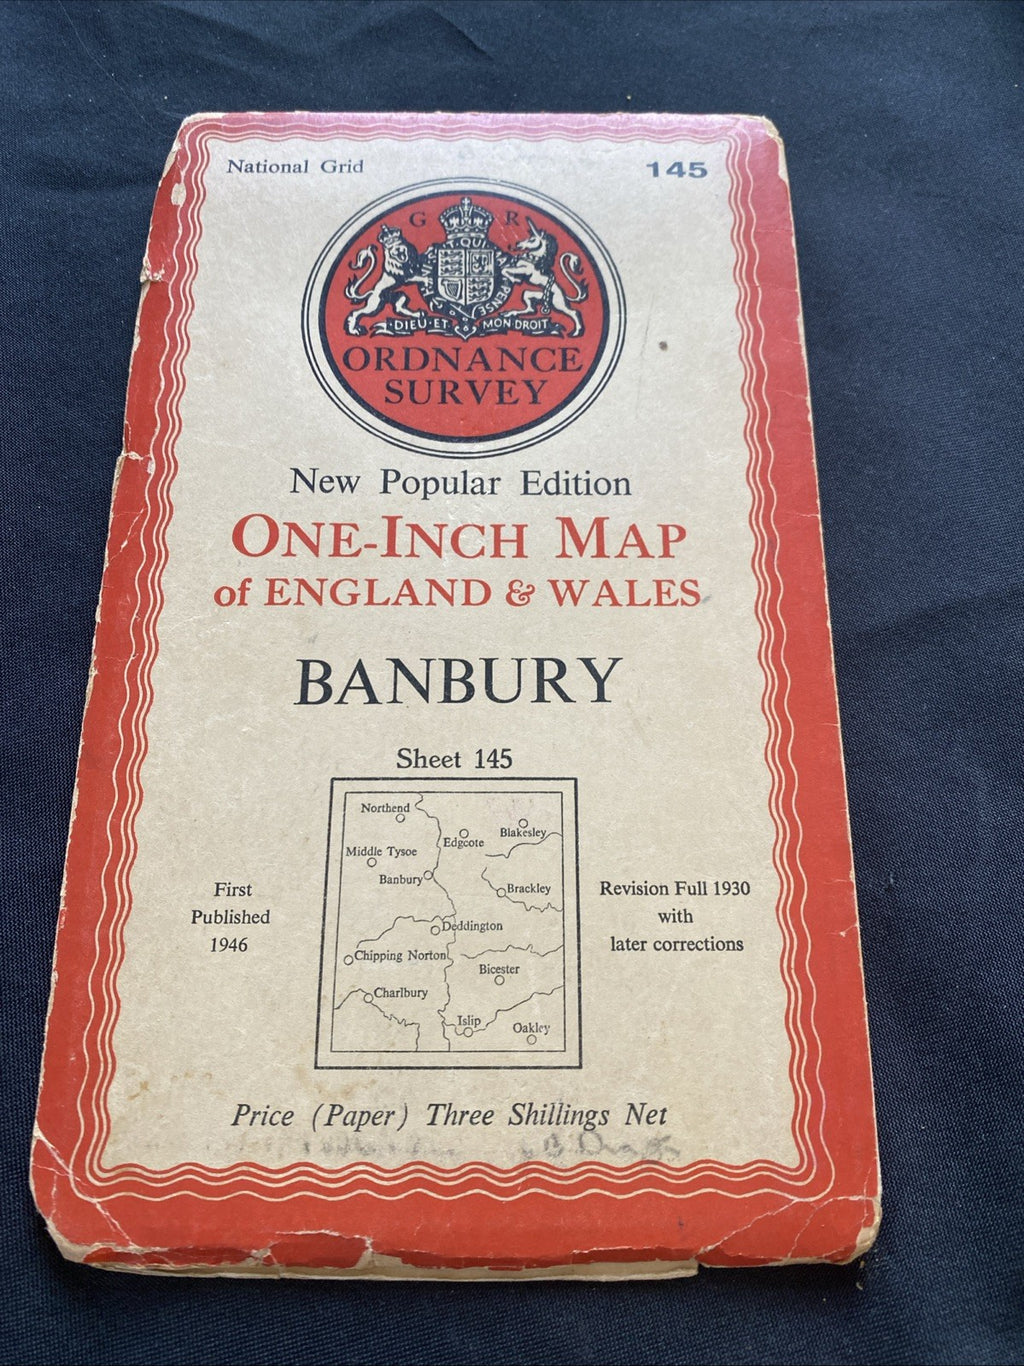 National Grid
145
G R
DIEU·ET MON·DROIT
ORDNANCE
SURVEY
New Popular Edition
ONE-INCH MAP
of ENGLAND & WALES
BANBURY
Sheet 145
Northend
Edgcote
Blakesley
Middle Tysoe
Banbury
Brackley
Deddington
Chipping Norton
Bicester
Charlbury
Islip
Oakley
First
Published
1946
Revision Full 1930
with
later corrections
Price (Paper) Three Shillings Net